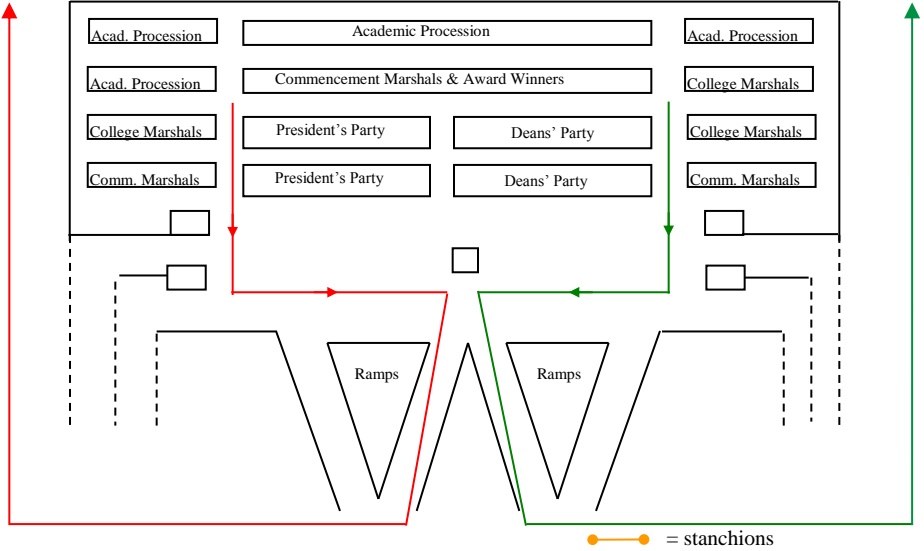 Acad. Procession
Academic Procession
Acad. Procession
Acad. Procession
Commencement Marshals & Award Winners
College Marshals
College Marshals
President’s Party
Deans’ Party
College Marshals
Comm. Marshals
President’s Party
Deans’ Party
Comm. Marshals
Ramps
Ramps
= stanchions